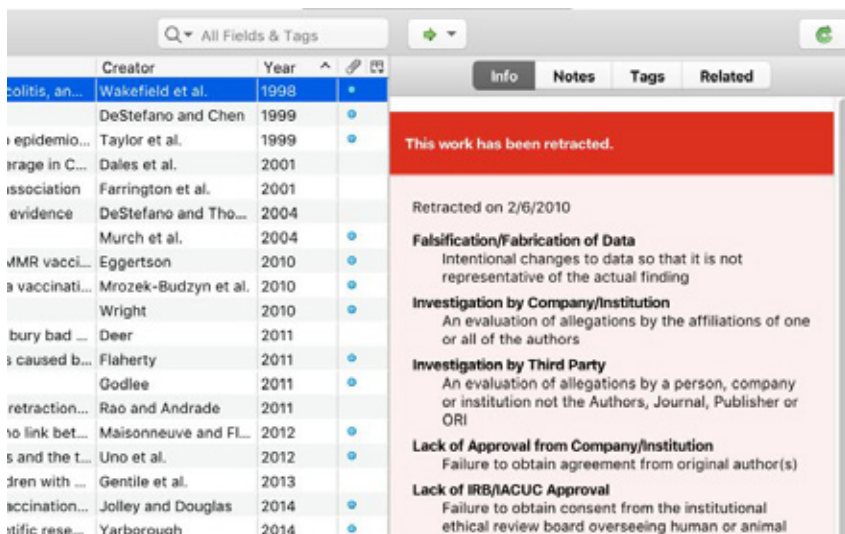 All Fields & Tags
Creator Year
Info Notes Tags Related
colitis, an... Wakefield et al. 1998
DeStefano and Chen 1999
epidemio... Taylor et al. 1999
erage in C... Dales et al. 2001
ssociation Farrington et al. 2001
evidence DeStefano and Tho... 2004
Murch et al. 2004
MMR vacci... Eggertson 2010
a vaccinati... Mrozek-Budzyn et al. 2010
Wright 2010
bury bad ... Deer 2011
s caused b... Flaherty 2011
Godlee 2011
retraction... Rao and Andrade 2011
no link bet... Maisonneuve and Fl... 2012
s and the t... Uno et al. 2012
dren with ... Gentile et al. 2013
accination... Jolley and Douglas 2014
ntific rese... Yarborough 2014
This work has been retracted.
Retracted on 2/6/2010
Falsification/Fabrication of Data
Intentional changes to data so that it is not
representative of the actual finding
Investigation by Company/Institution
An evaluation of allegations by the affiliations of one
or all of the authors
Investigation by Third Party
An evaluation of allegations by a person, company
or institution not the Authors, Journal, Publisher or
ORI
Lack of Approval from Company/Institution
Failure to obtain agreement from original author(s)
Lack of IRB/IACUC Approval
Failure to obtain consent from the institutional
ethical review board overseeing human or animal